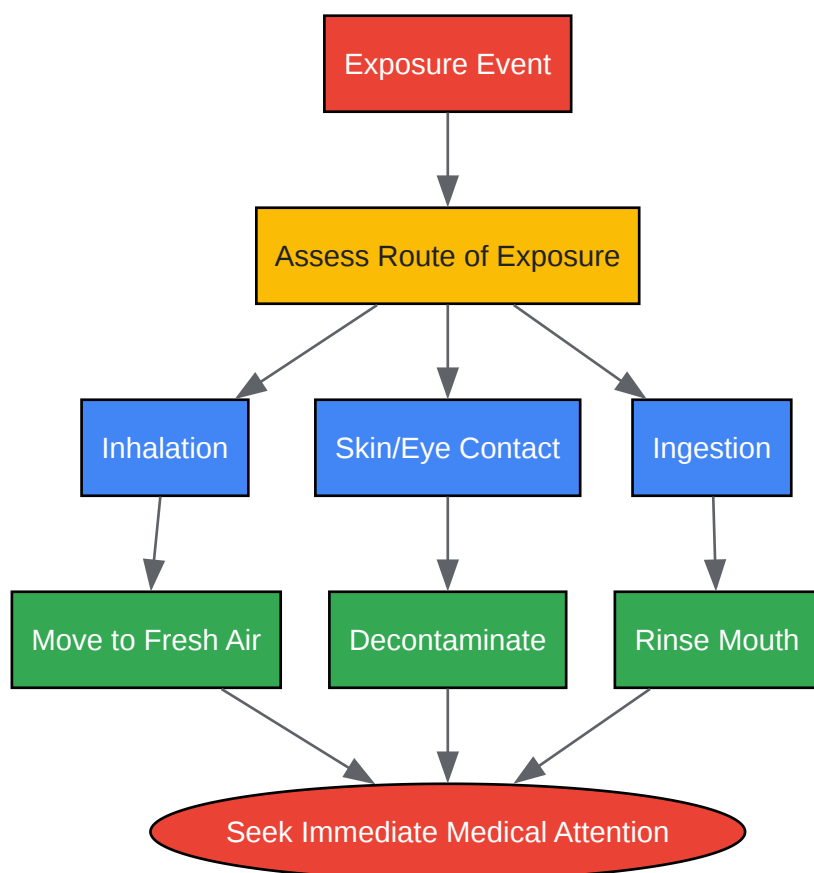 Exposure Event
Assess Route of Exposure
Inhalation
Skin/Eye Contact
Ingestion
Move to Fresh Air
Decontaminate
Rinse Mouth
Seek Immediate Medical Attention